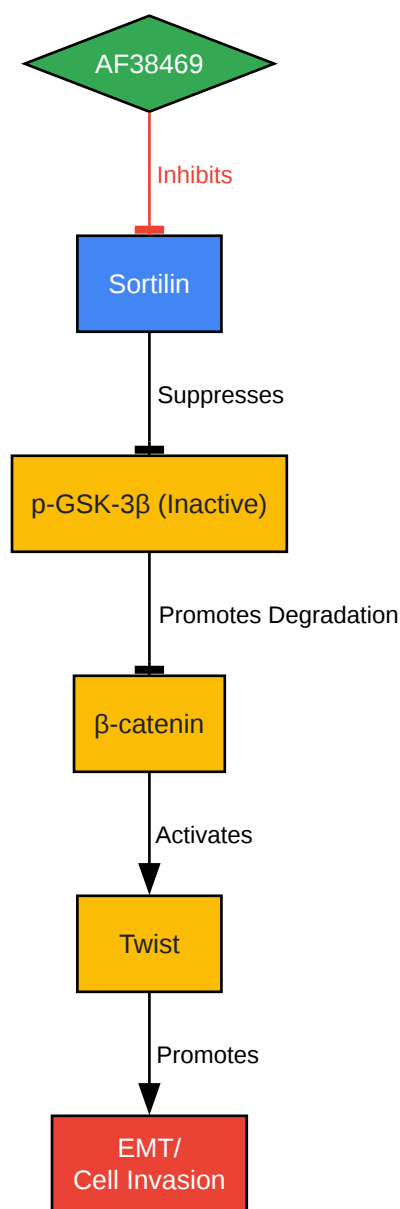 AF38469
Inhibits
Sortilin
Suppresses
p-GSK-3β (Inactive)
Promotes Degradation
β-catenin
Activates
Twist
Promotes
EMT/
Cell Invasion